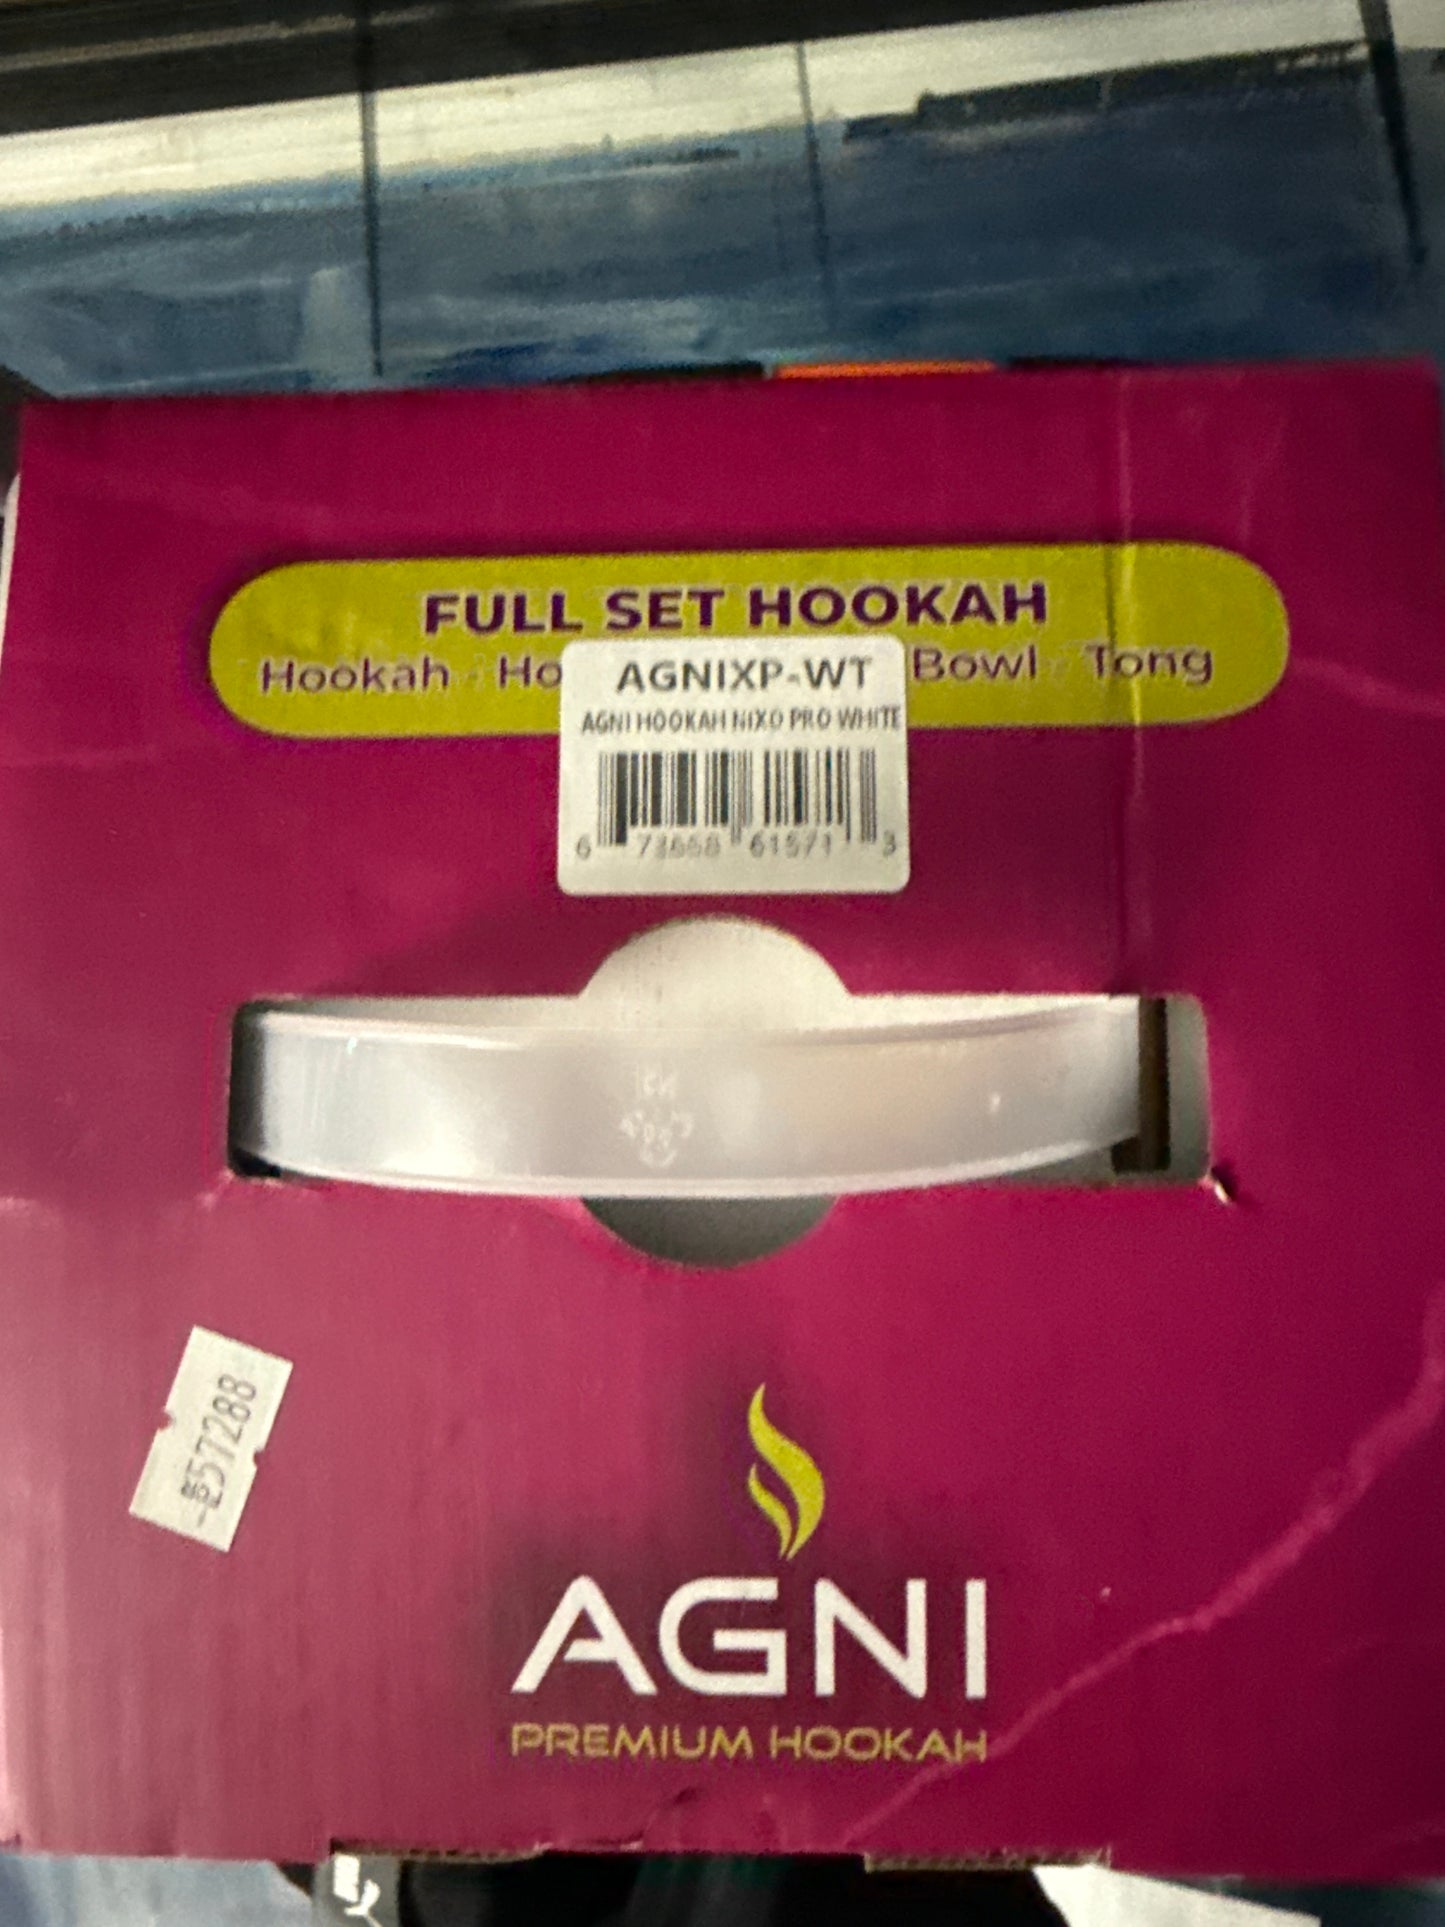 FULL SET HOOKAH
Hookah Ho Bowl Tong
AGNIXP-WT
AGNI HOOKAH NIXO PRO WHITE
6 73668 61571 3
57288
AGNI
PREMIUM HOOKAH